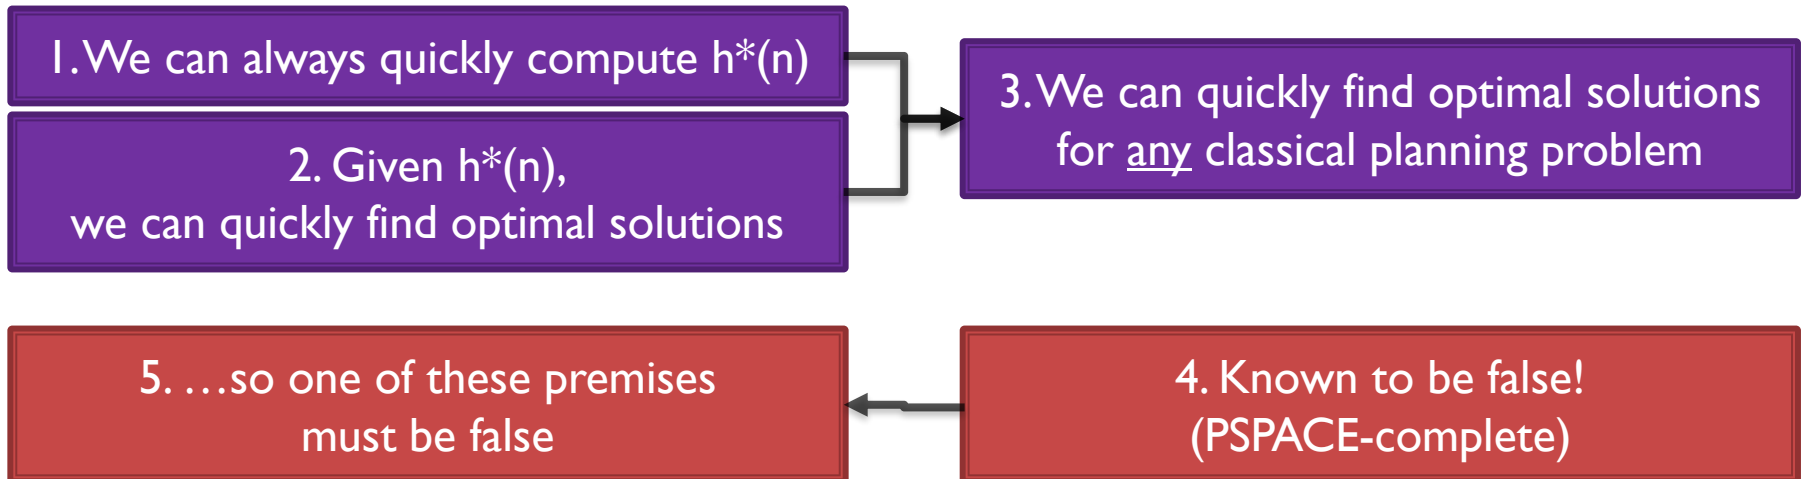 1. We can always quickly compute h*(n)
2. Given h*(n),
we can quickly find optimal solutions
3. We can quickly find optimal solutions
for any classical planning problem
5. …so one of these premises
must be false
4. Known to be false!
(PSPACE-complete)